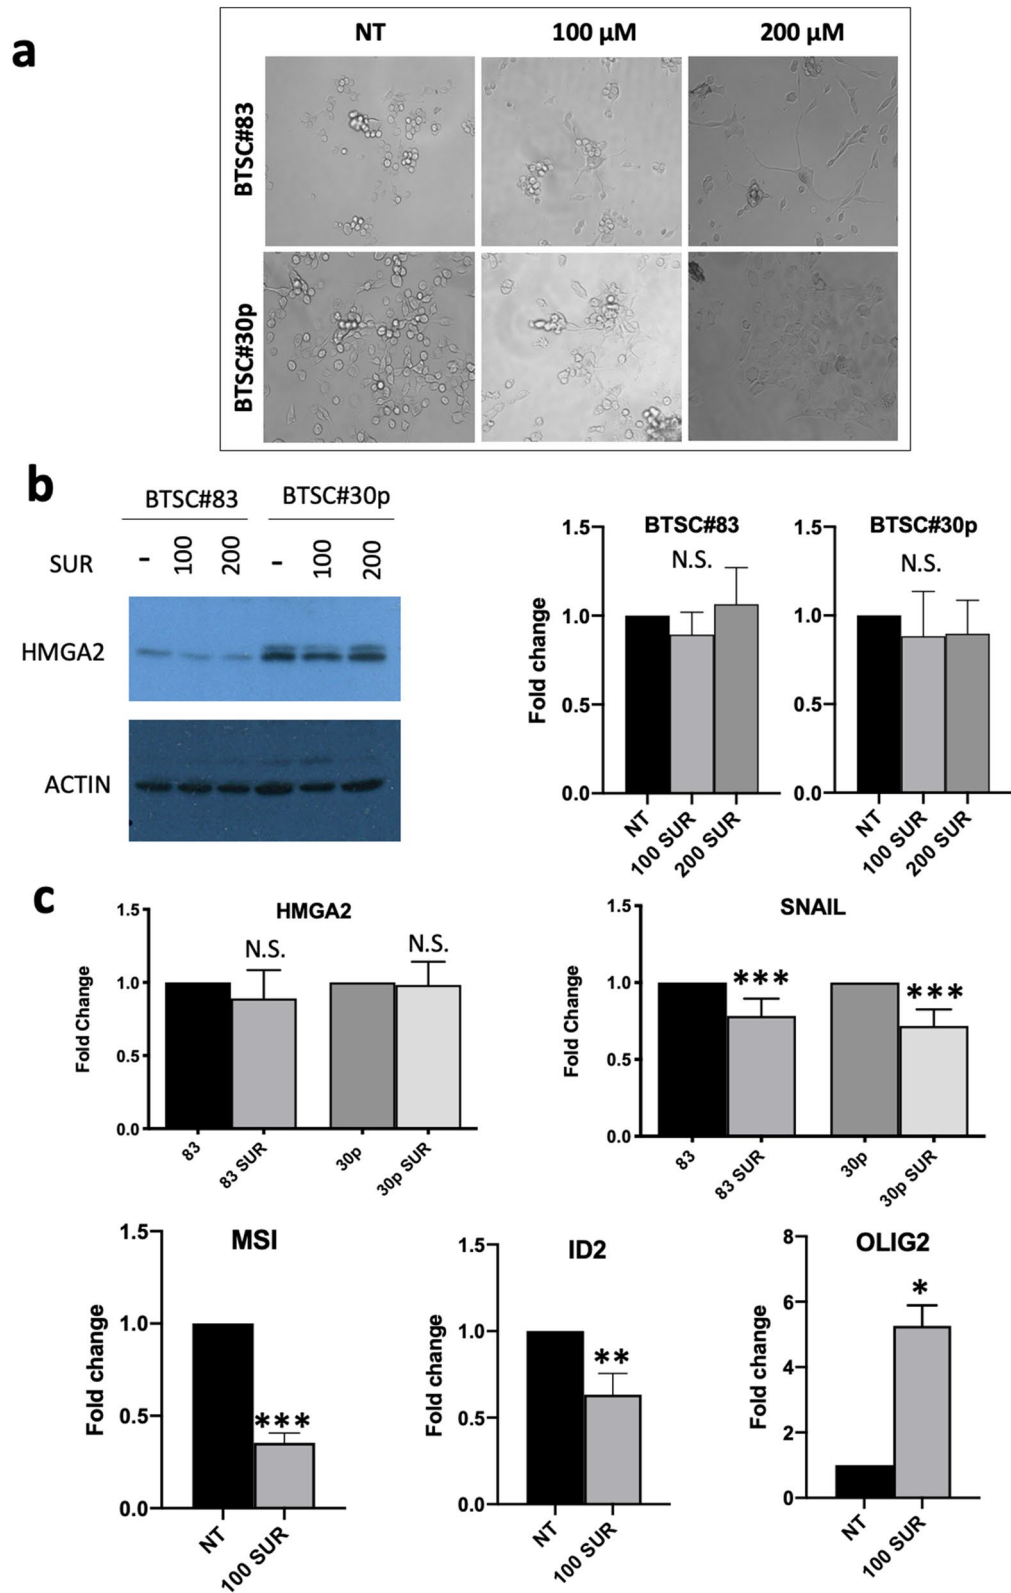 a
NT 100 µM 200 µM
BTSC#83
BTSC#30p
b
BTSC#83 BTSC#30p
SUR - 100 200 - 100 200
HMGA2
ACTIN
BTSC#83
N.S.
Fold change
1.5
1.0
0.5
0.0
NT 100 SUR 200 SUR
BTSC#30p
N.S.
1.5
1.0
0.5
0.0
NT 100 SUR 200 SUR
c
HMGA2
N.S. N.S.
Fold Change
1.5
1.0
0.5
0.0
83 83 SUR 30p 30p SUR
SNAIL
*** ***
Fold Change
1.5
1.0
0.5
0.0
83 83 SUR 30p 30p SUR
MSI
***
Fold change
1.5
1.0
0.5
0.0
NT 100 SUR
ID2
**
Fold change
1.5
1.0
0.5
0.0
NT 100 SUR
OLIG2
*
Fold change
8
6
4
2
0
NT 100 SUR